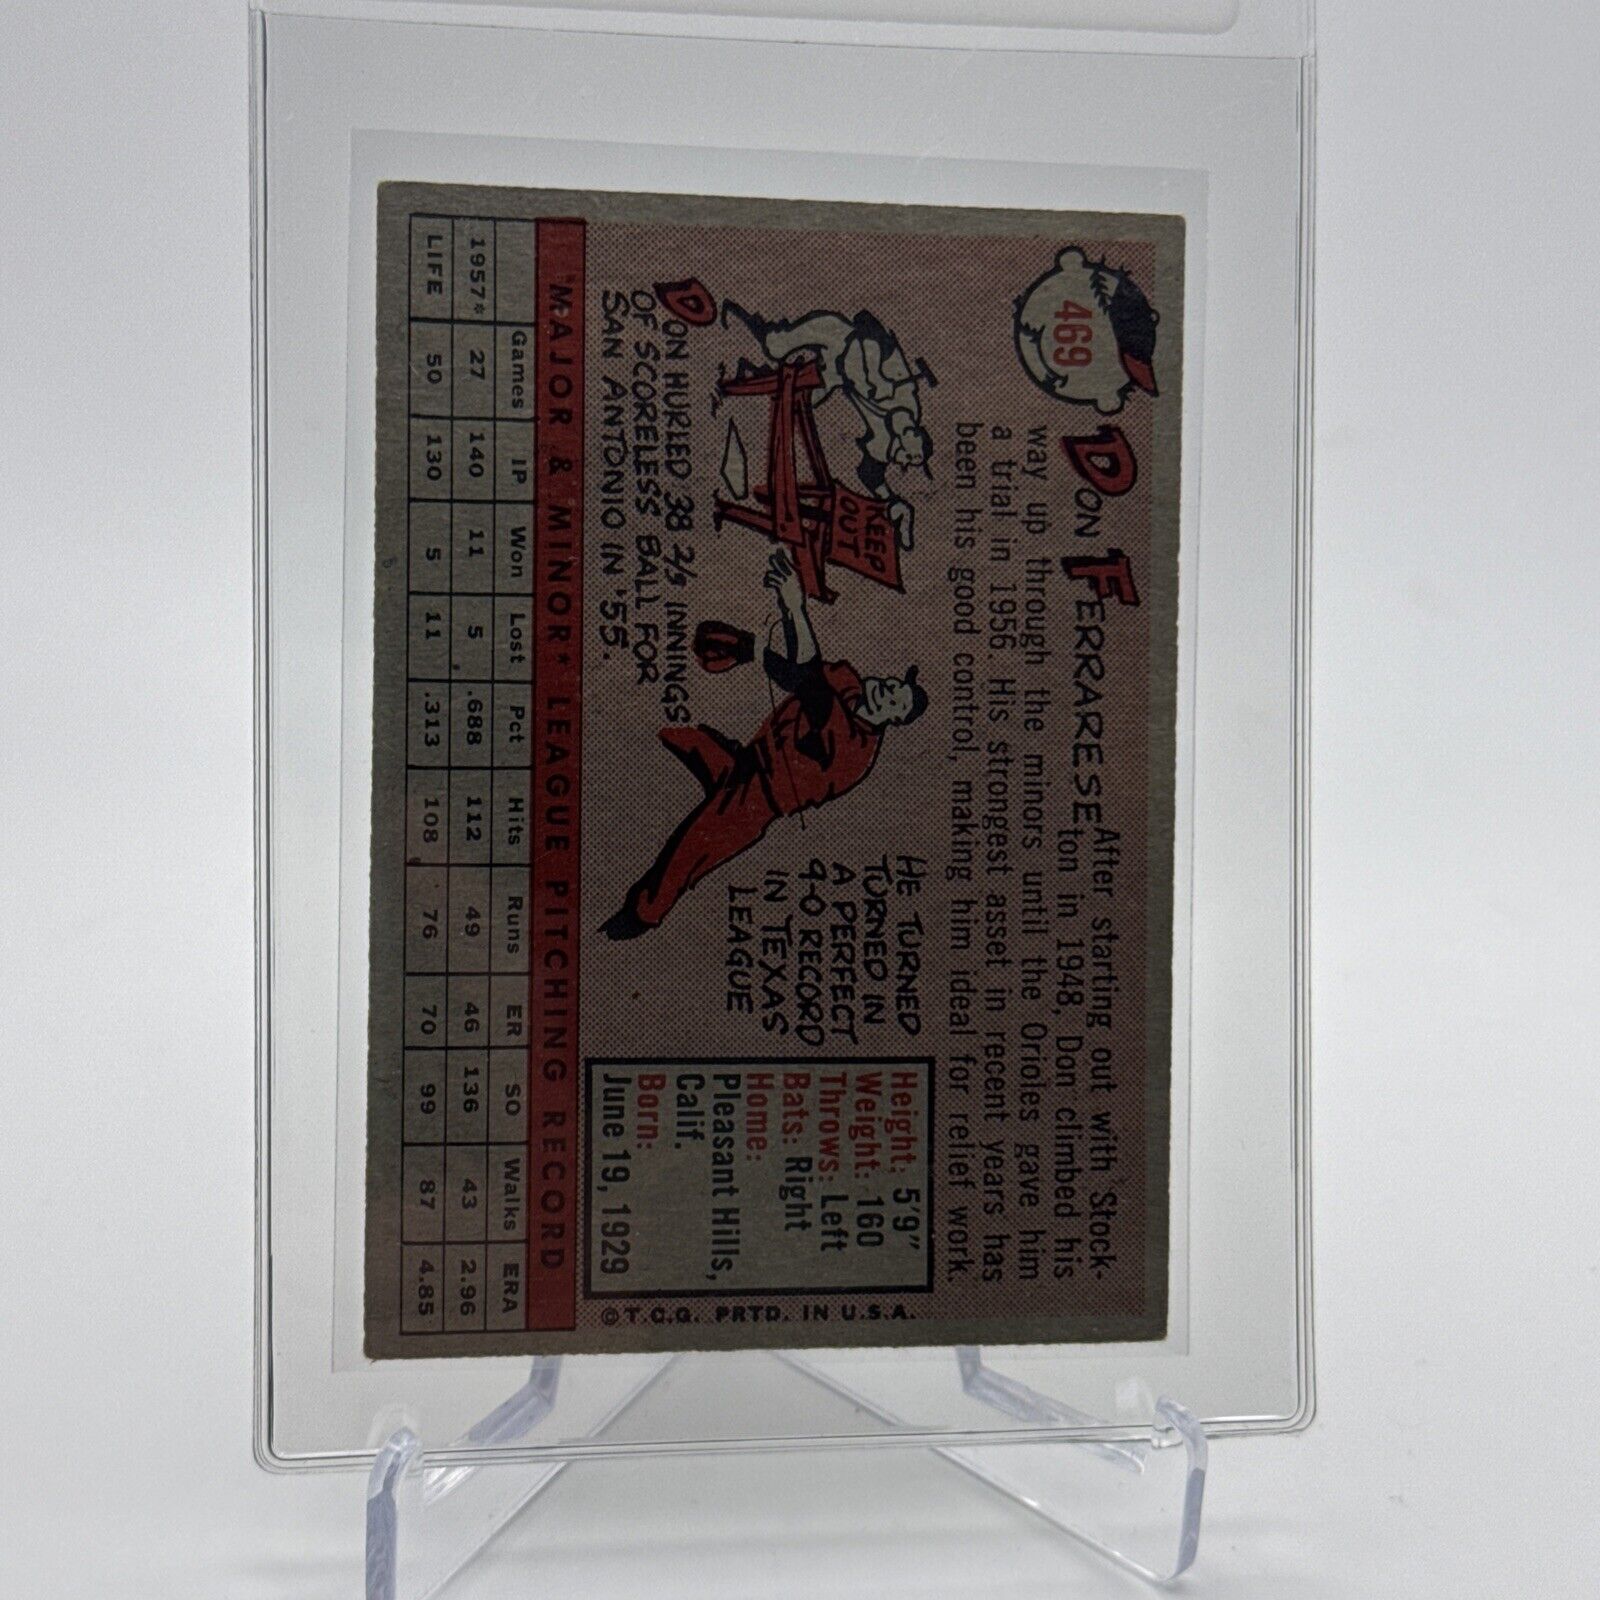 469
DON FERRARESE
After starting out with Stock-
ton in 1948, Don climbed his
way up through the minors until the Orioles gave him
a trial in 1956. His strongest asset in recent years has
been his good control, making him ideal for relief work.
KEEP
OUT
DON HURLED 38 2/3 INNINGS
OF SCORELESS BALL FOR
SAN ANTONIO IN '55.
HE TURNED
TURNED IN
A PERFECT
9-0 RECORD
IN TEXAS
LEAGUE
Height: 5'9"
Weight: 160
Throws: Left
Bats: Right
Home:
Pleasant Hills,
Calif.
Born:
June 19, 1929
© T.C.G. PRTD. IN U.S.A.
MAJOR & MINOR* LEAGUE PITCHING RECORD
Games IP Won Lost Pct Hits Runs ER SO Walks ERA
1957* 27 140 11 5 .688 112 49 46 136 43 2.96
LIFE 50 130 5 11 .313 108 76 70 99 87 4.85